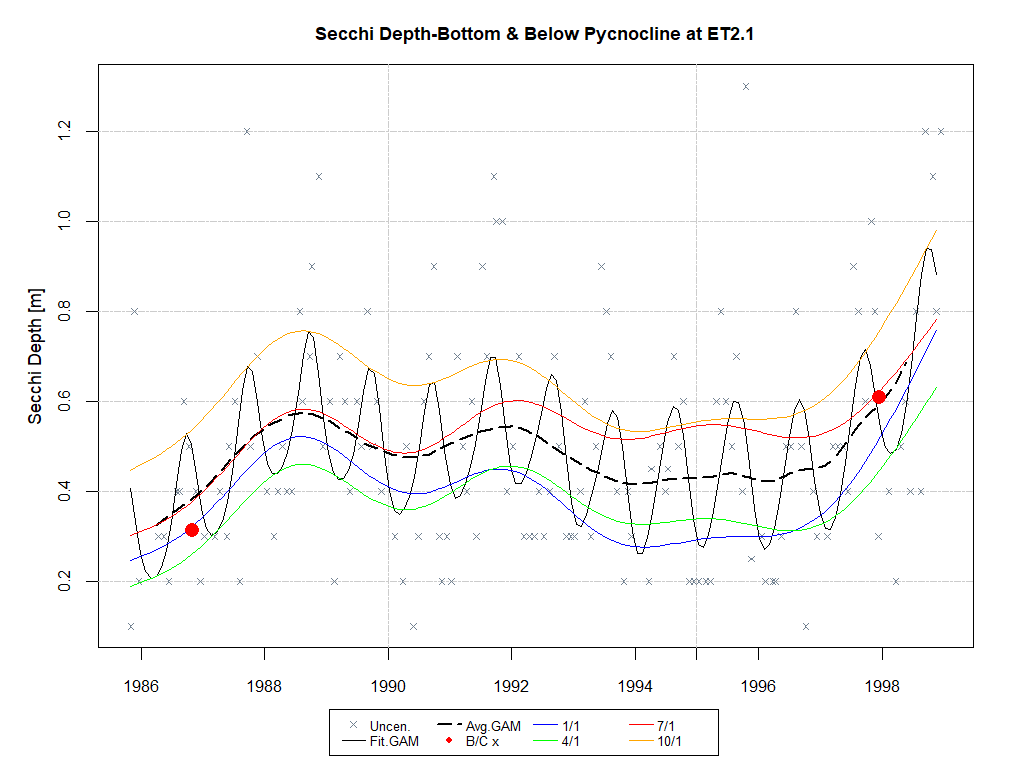 Secchi Depth-Bottom & Below Pycnocline at ET2.1
Secchi Depth [m]
1.2
1.0
0.8
0.6
0.4
0.2
1986 1988 1990 1992 1994 1996 1998
Uncen. Avg.GAM 1/1 7/1
Fit.GAM B/C x 4/1 10/1